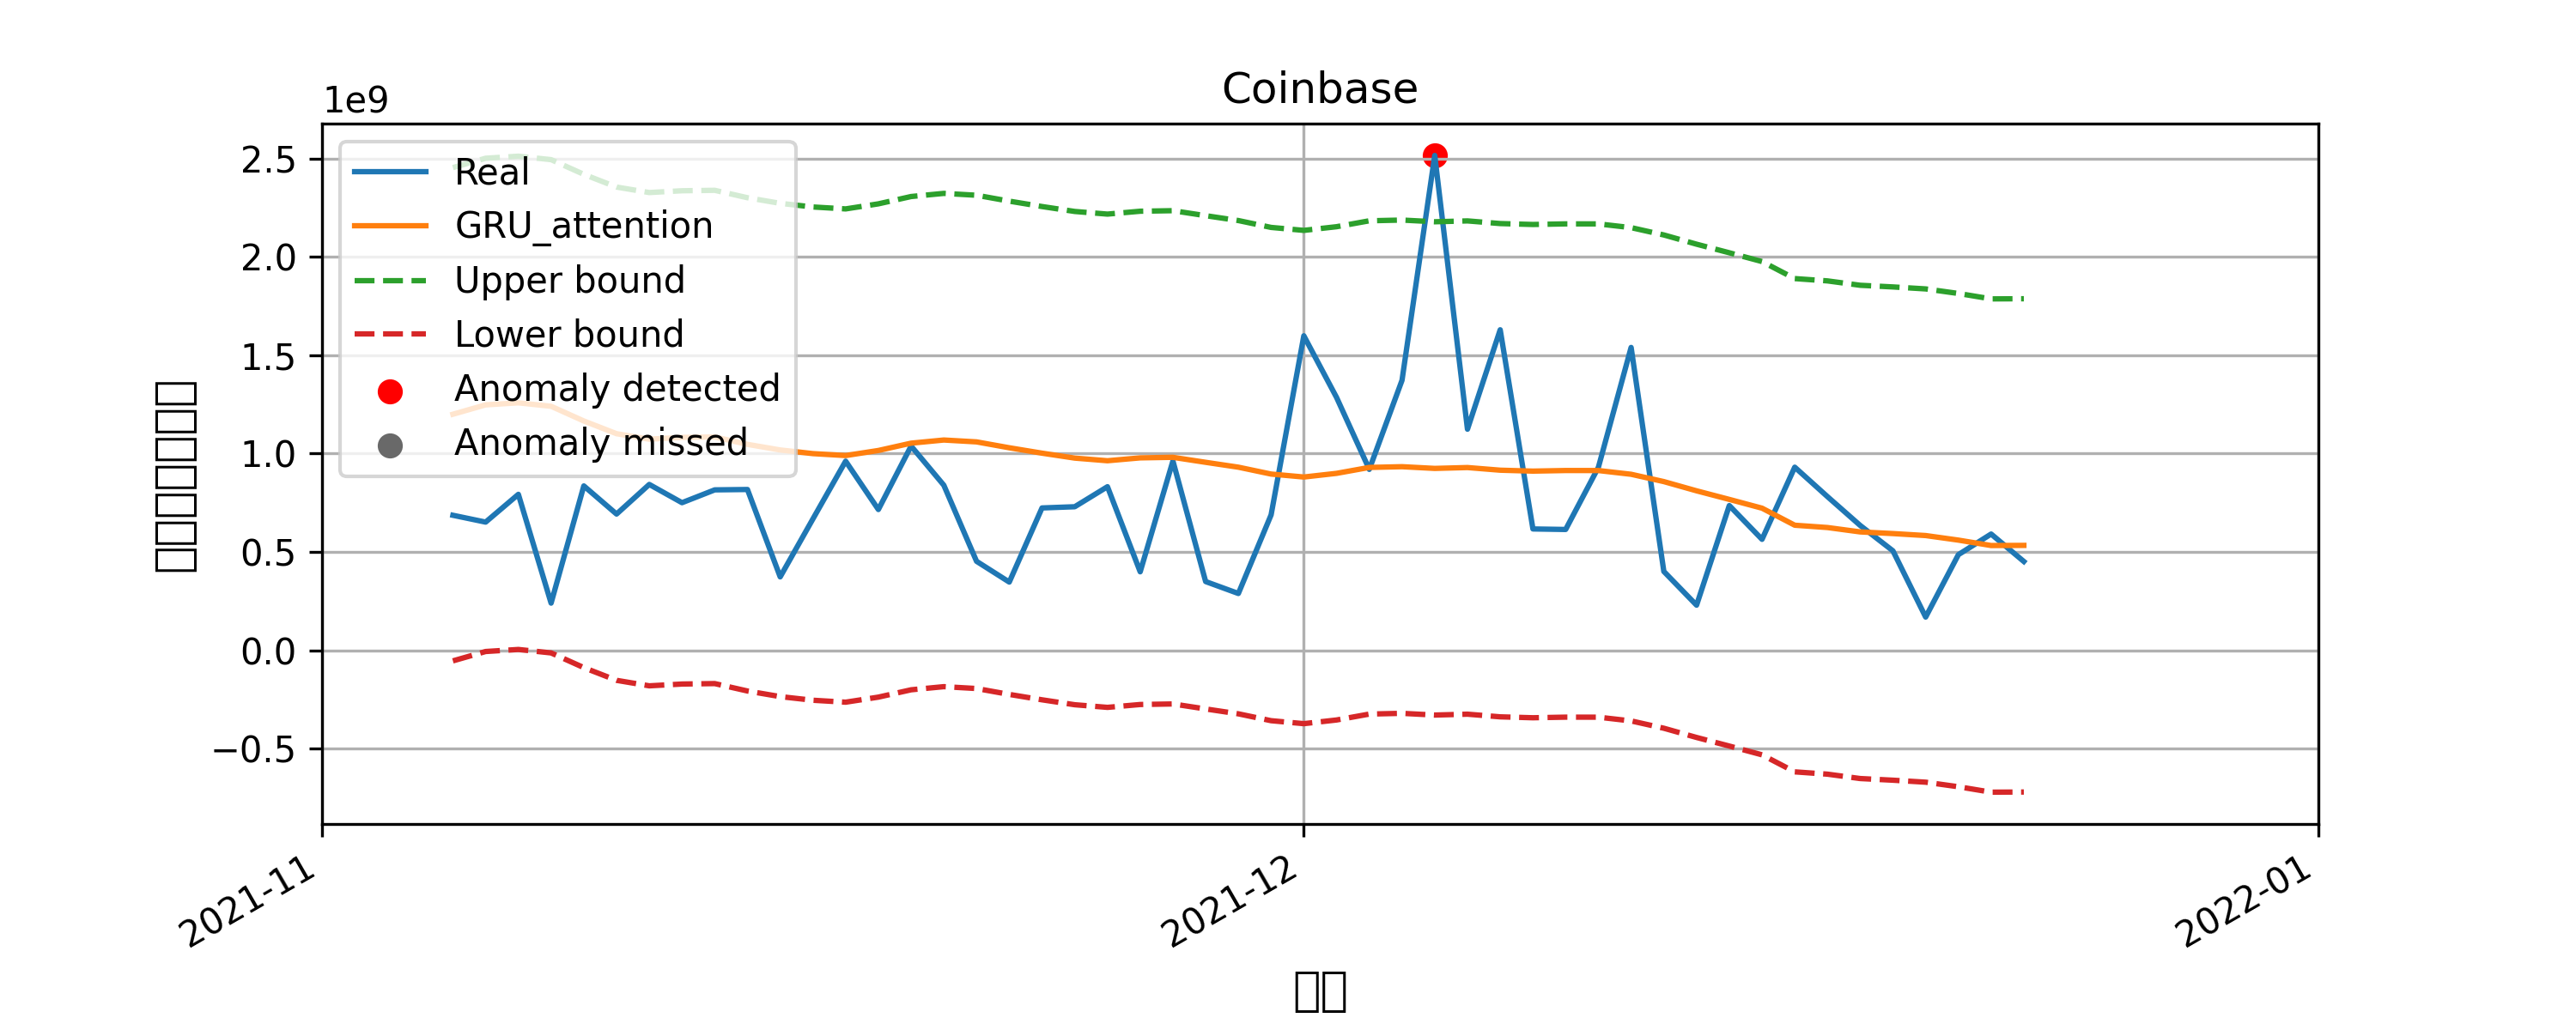 Coinbase
1e9
2.5
2.0
1.5
1.0
0.5
0.0
−0.5
Real
GRU_attention
Upper bound
Lower bound
Anomaly detected
Anomaly missed
2021-11
2021-12
2022-01